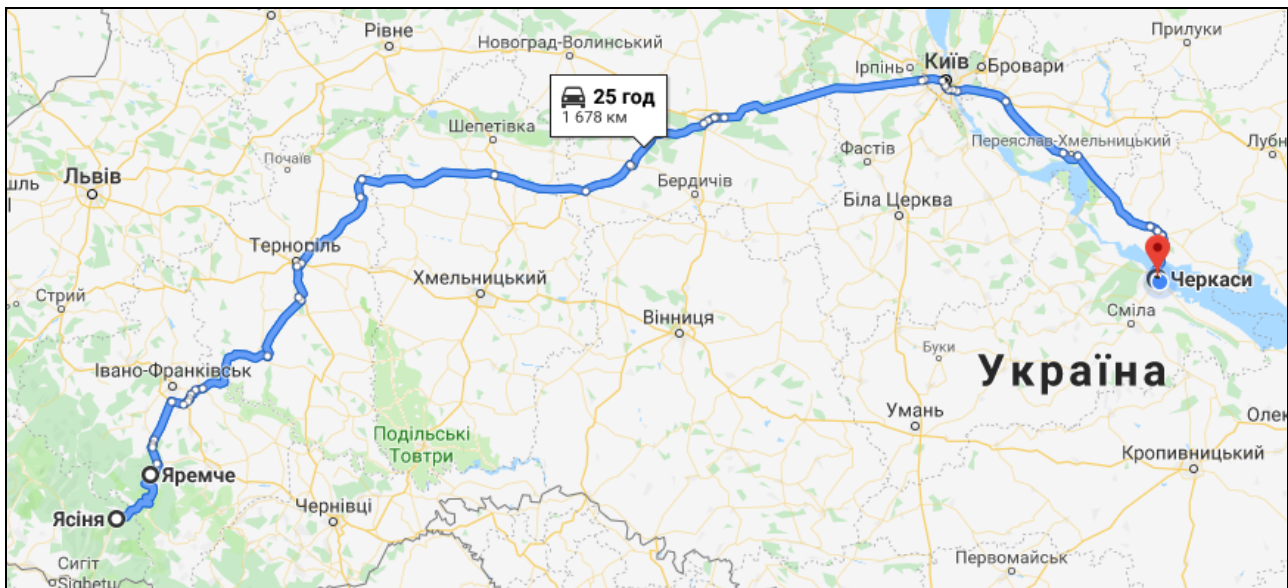 Рівне
Прилуки
Новоград-Волинський
Київ
Ірпінь
Бровари
25 год
1 678 км
Шепетівка
Переяслав-Хмельницький
Лубн
Фастів
Почаїв
шль
Львів
Бердичів
Біла Церква
Тернопіль
Хмельницький
Черкаси
Стрий
Сміла
Вінниця
Буки
Івано-Франківськ
Україна
Умань
Олек
Подільські
Товтри
Кропивницький
Яремче
Чернівці
Ясіня
Первомайськ
Сигіт
Sighetu